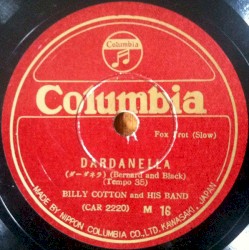 Columbia
Fox Trot (Slow)
Columbia
DARDANELLA
(ダーダネラ) (Bernard and Black)
(Tempo 35)
BILLY COTTON and HIS BAND
(CAR 2220) M 16
MADE BY NIPPON COLUMBIA CO., LTD. KAWASAKI, JAPAN